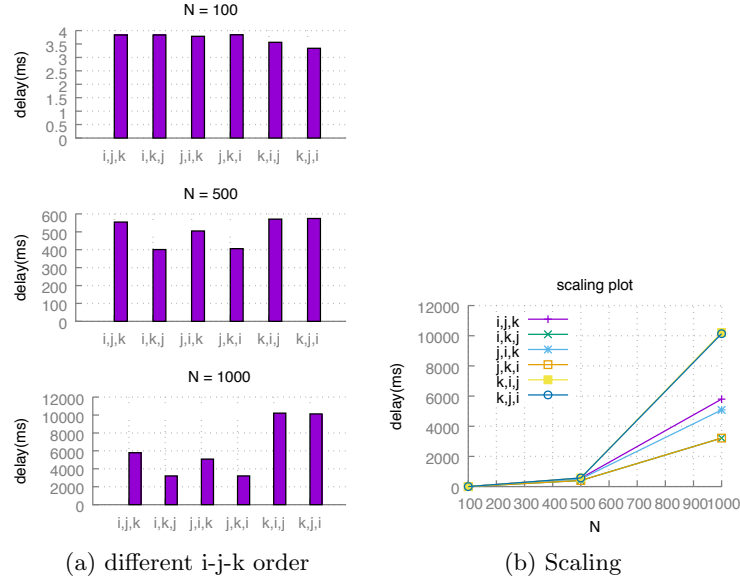 N = 100
delay(ms)
4
3.5
3
2.5
2
1.5
1
0.5
0
i,j,k i,k,j j,i,k j,k,i k,i,j k,j,i
N = 500
delay(ms)
600
500
400
300
200
100
0
i,j,k i,k,j j,i,k j,k,i k,i,j k,j,i
N = 1000
delay(ms)
12000
10000
8000
6000
4000
2000
0
i,j,k i,k,j j,i,k j,k,i k,i,j k,j,i
(a) different i-j-k order
scaling plot
delay(ms)
12000
10000
8000
6000
4000
2000
0
i,j,k
i,k,j
j,i,k
j,k,i
k,i,j
k,j,i
100 200 300 400 500 600 700 800 900 1000
N
(b) Scaling